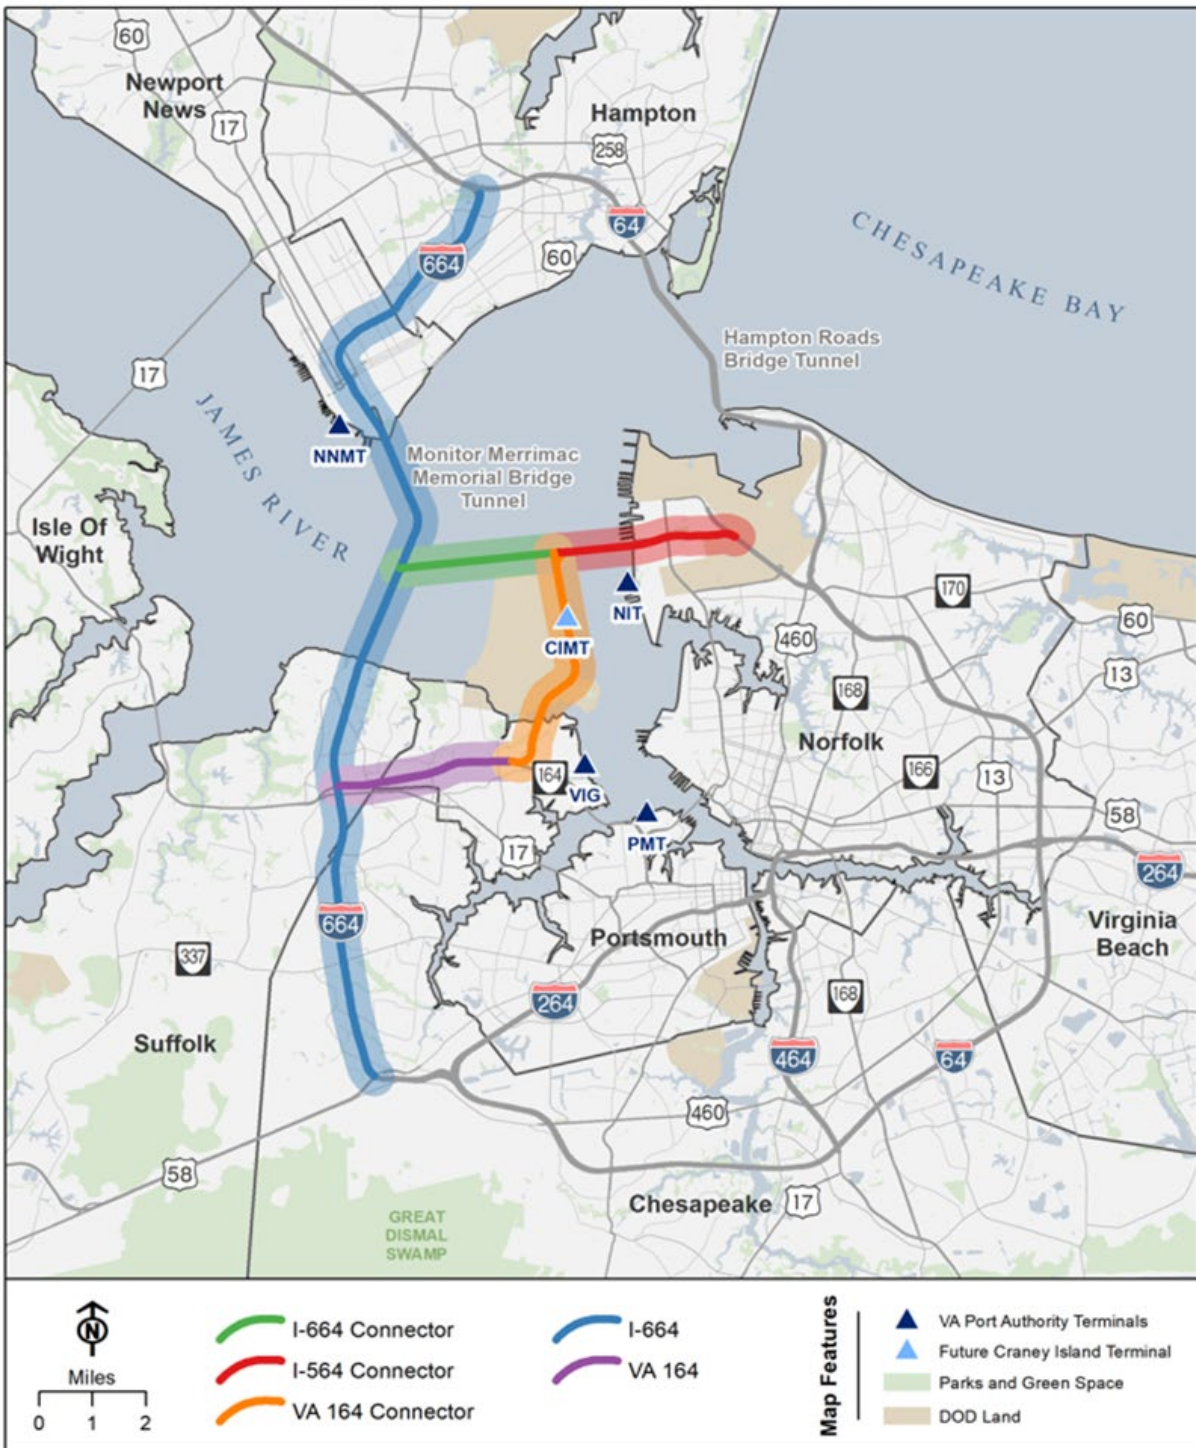 60
Newport
News
17
Hampton
258
64
664
60
CHESAPEAKE BAY
Hampton Roads
Bridge Tunnel
17
JAMES RIVER
NNMT
Monitor Merrimac
Memorial Bridge
Tunnel
Isle Of
Wight
NIT
170
CIMT
460
60
13
168
Norfolk
164
VIG
166
13
58
PMT
17
264
664
Portsmouth
Virginia
Beach
337
264
168
Suffolk
464
64
460
58
Chesapeake
17
GREAT
DISMAL
SWAMP
N
Miles
0 1 2
I-664 Connector
I-564 Connector
VA 164 Connector
I-664
VA 164
Map Features
VA Port Authority Terminals
Future Craney Island Terminal
Parks and Green Space
DOD Land